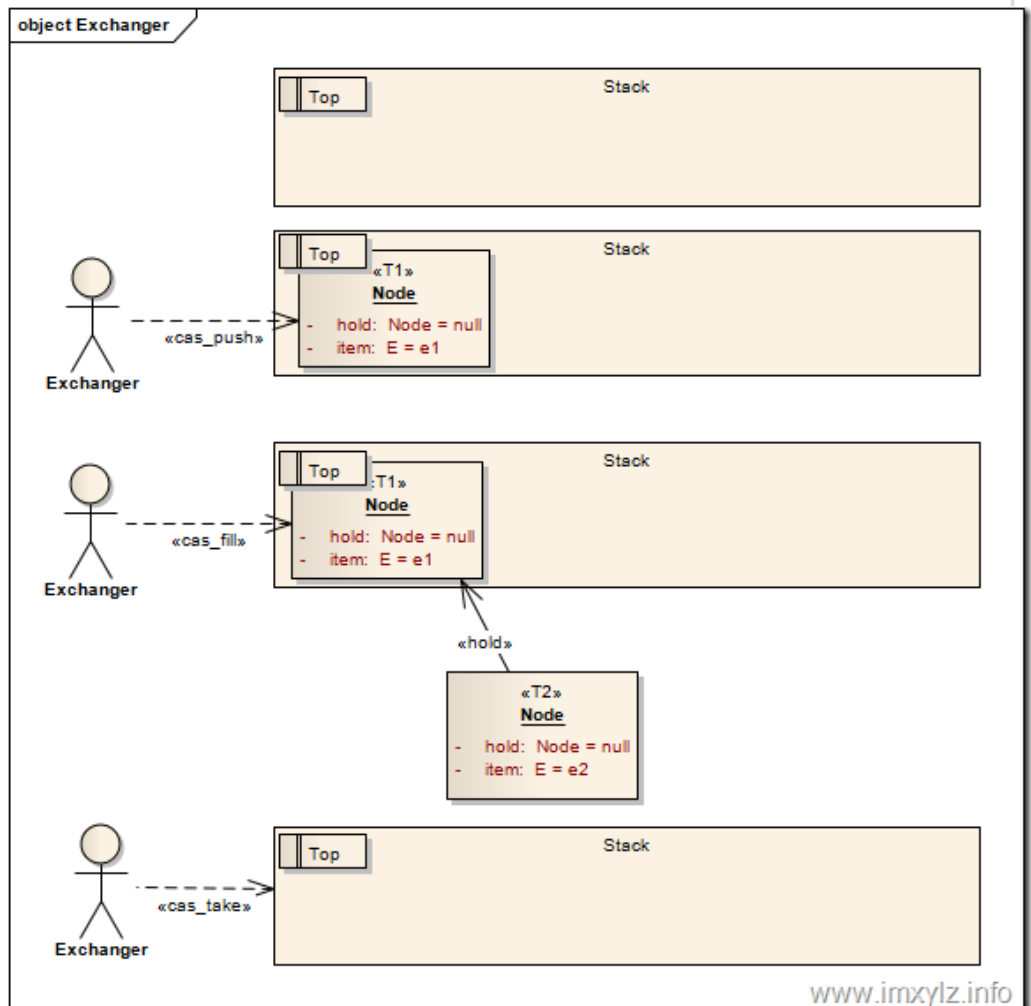 object Exchanger
Top
Stack
Top
Stack
«T1»
Node
- hold: Node = null
- item: E = e1
«cas_push»
Exchanger
Top
Stack
:T1»
Node
- hold: Node = null
- item: E = e1
«cas_fill»
Exchanger
«hold»
«T2»
Node
- hold: Node = null
- item: E = e2
Top
Stack
«cas_take»
Exchanger
www.imxylz.info